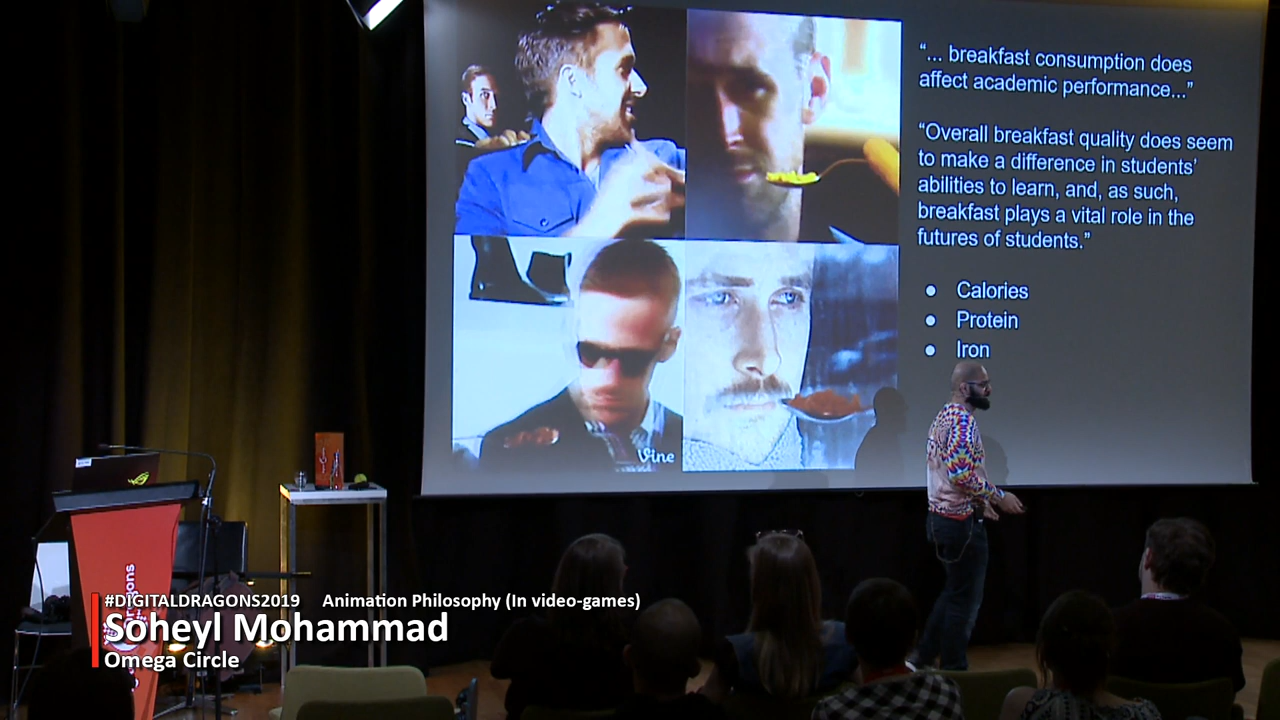 “... breakfast consumption does
affect academic performance...”
“Overall breakfast quality does seem
to make a difference in students’
abilities to learn, and, as such,
breakfast plays a vital role in the
futures of students.”
● Calories
● Protein
● Iron
Vine
#DIGITALDRAGONS2019 Animation Philosophy (In video-games)
Soheyl Mohammad
Omega Circle